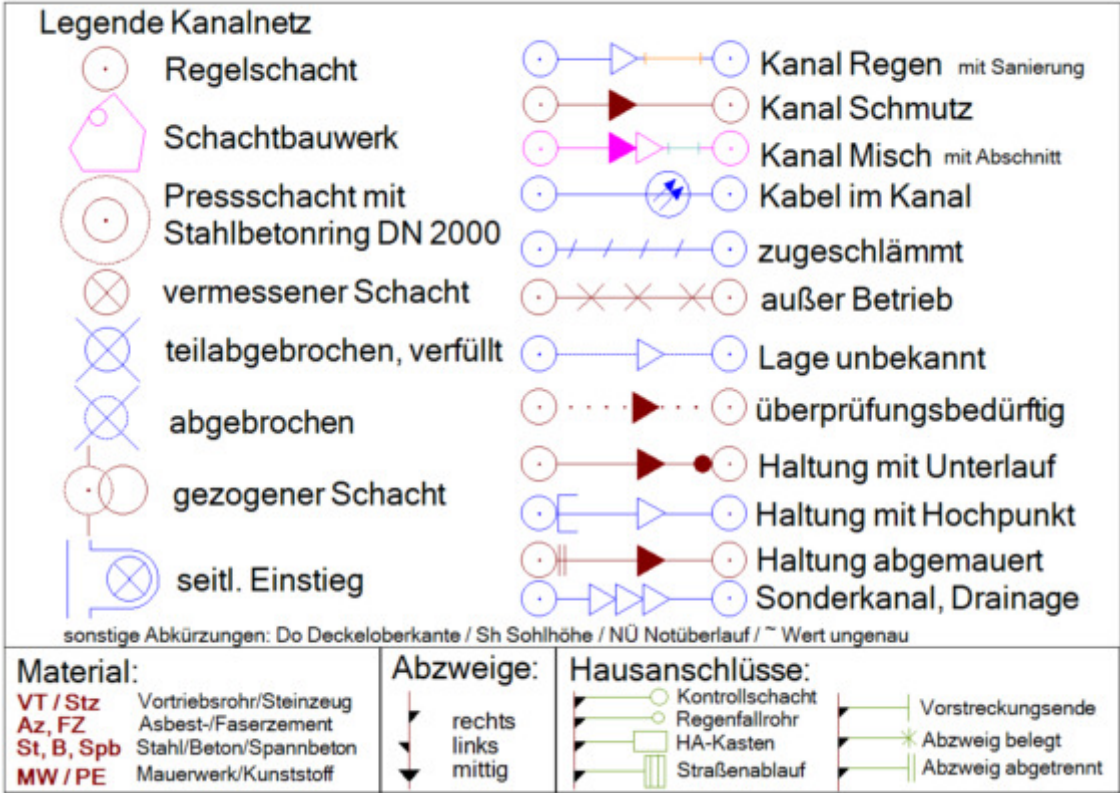 Legende Kanalnetz
Regelschacht
Schachtbauwerk
Pressschacht mit
Stahlbetonring DN 2000
vermessener Schacht
teilabgebrochen, verfüllt
abgebrochen
gezogener Schacht
seitl. Einstieg
Kanal Regen mit Sanierung
Kanal Schmutz
Kanal Misch mit Abschnitt
Kabel im Kanal
zugeschlämmt
außer Betrieb
Lage unbekannt
überprüfungsbedürftig
Haltung mit Unterlauf
Haltung mit Hochpunkt
Haltung abgemauert
Sonderkanal, Drainage
sonstige Abkürzungen: Do Deckeloberkante / Sh Sohlhöhe / NÜ Notüberlauf / ~ Wert ungenau
Material:
VT / Stz Vortriebsrohr/Steinzeug
Az, FZ Asbest-/Faserzement
St, B, Spb Stahl/Beton/Spannbeton
MW / PE Mauerwerk/Kunststoff
Abzweige:
rechts
links
mittig
Hausanschlüsse:
Kontrollschacht
Regenfallrohr
HA-Kasten
Straßenablauf
Vorstreckungsende
Abzweig belegt
Abzweig abgetrennt